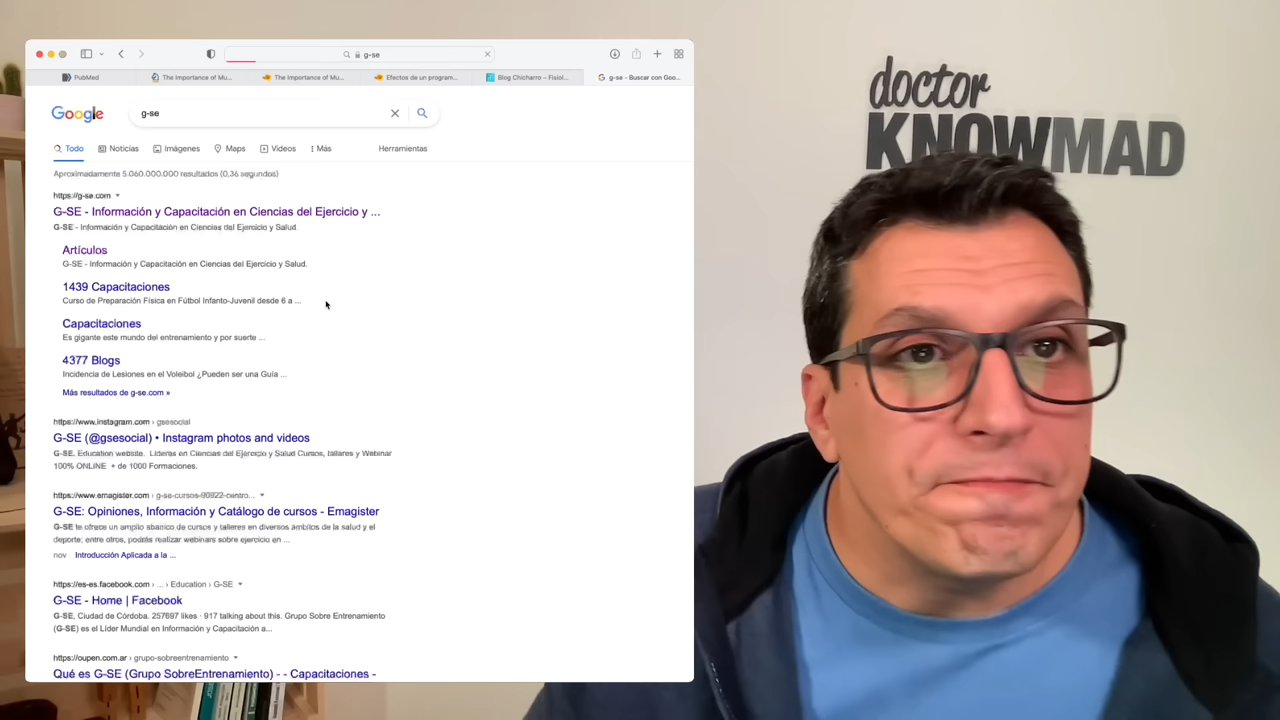 g-se
PubMed
The Importance of Mu...
The Importance of Mu...
Efectos de un program...
Blog Chicharro – Fisiol...
g-se - Buscar con Goo...
Google
g-se
Todo
Noticias
Imágenes
Maps
Vídeos
Más
Herramientas
Aproximadamente 5.060.000.000 resultados (0,36 segundos)
https://g-se.com
G-SE - Información y Capacitación en Ciencias del Ejercicio y ...
G-SE - Información y Capacitación en Ciencias del Ejercicio y Salud.
Artículos
G-SE - Información y Capacitación en Ciencias del Ejercicio y Salud.
1439 Capacitaciones
Curso de Preparación Física en Fútbol Infanto-Juvenil desde 6 a ...
Capacitaciones
Es gigante este mundo del entrenamiento y por suerte ...
4377 Blogs
Incidencia de Lesiones en el Voleibol ¿Pueden ser una Guía ...
Más resultados de g-se.com »
https://www.instagram.com › gsesocial
G-SE (@gsesocial) • Instagram photos and videos
G-SE. Education website. Líderes en Ciencias del Ejercicio y Salud Cursos, talleres y Webinar
100% ONLINE + de 1000 Formaciones.
https://www.emagister.com › g-se-cursos-90922-centro...
G-SE: Opiniones, Información y Catálogo de cursos - Emagister
G-SE te ofrece un amplio abanico de cursos y talleres en diversos ámbitos de la salud y el
deporte; entre otros, podrás realizar webinars sobre ejercicio en ...
nov Introducción Aplicada a la ...
https://es-es.facebook.com › ... › Education › G-SE
G-SE - Home | Facebook
G-SE, Ciudad de Córdoba. 257697 likes · 917 talking about this. Grupo Sobre Entrenamiento
(G-SE) es el Líder Mundial en Información y Capacitación a...
https://oupen.com.ar › grupo-sobreentrenamiento
Qué es G-SE (Grupo SobreEntrenamiento) - - Capacitaciones -
doctor
KNOWMAD